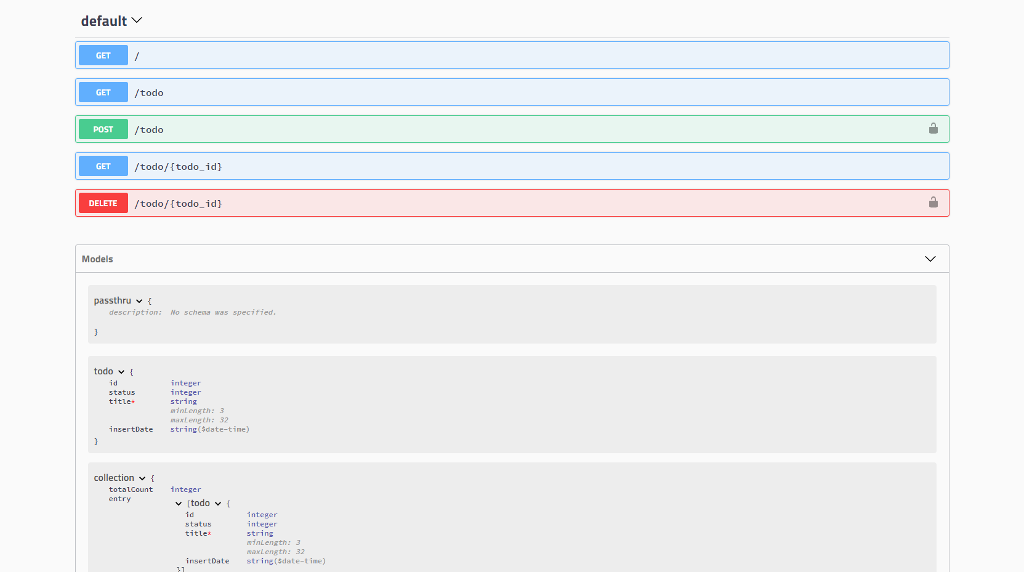 default
GET /
GET /todo
POST /todo
GET /todo/{todo_id}
DELETE /todo/{todo_id}
Models
passthru {
description: No schema was specified.
}
todo {
id integer
status integer
title* string
minLength: 3
maxLength: 32
insertDate string($date-time)
}
collection {
totalCount integer
entry
[todo {
id integer
status integer
title* string
minLength: 3
maxLength: 32
insertDate string($date-time)
}]